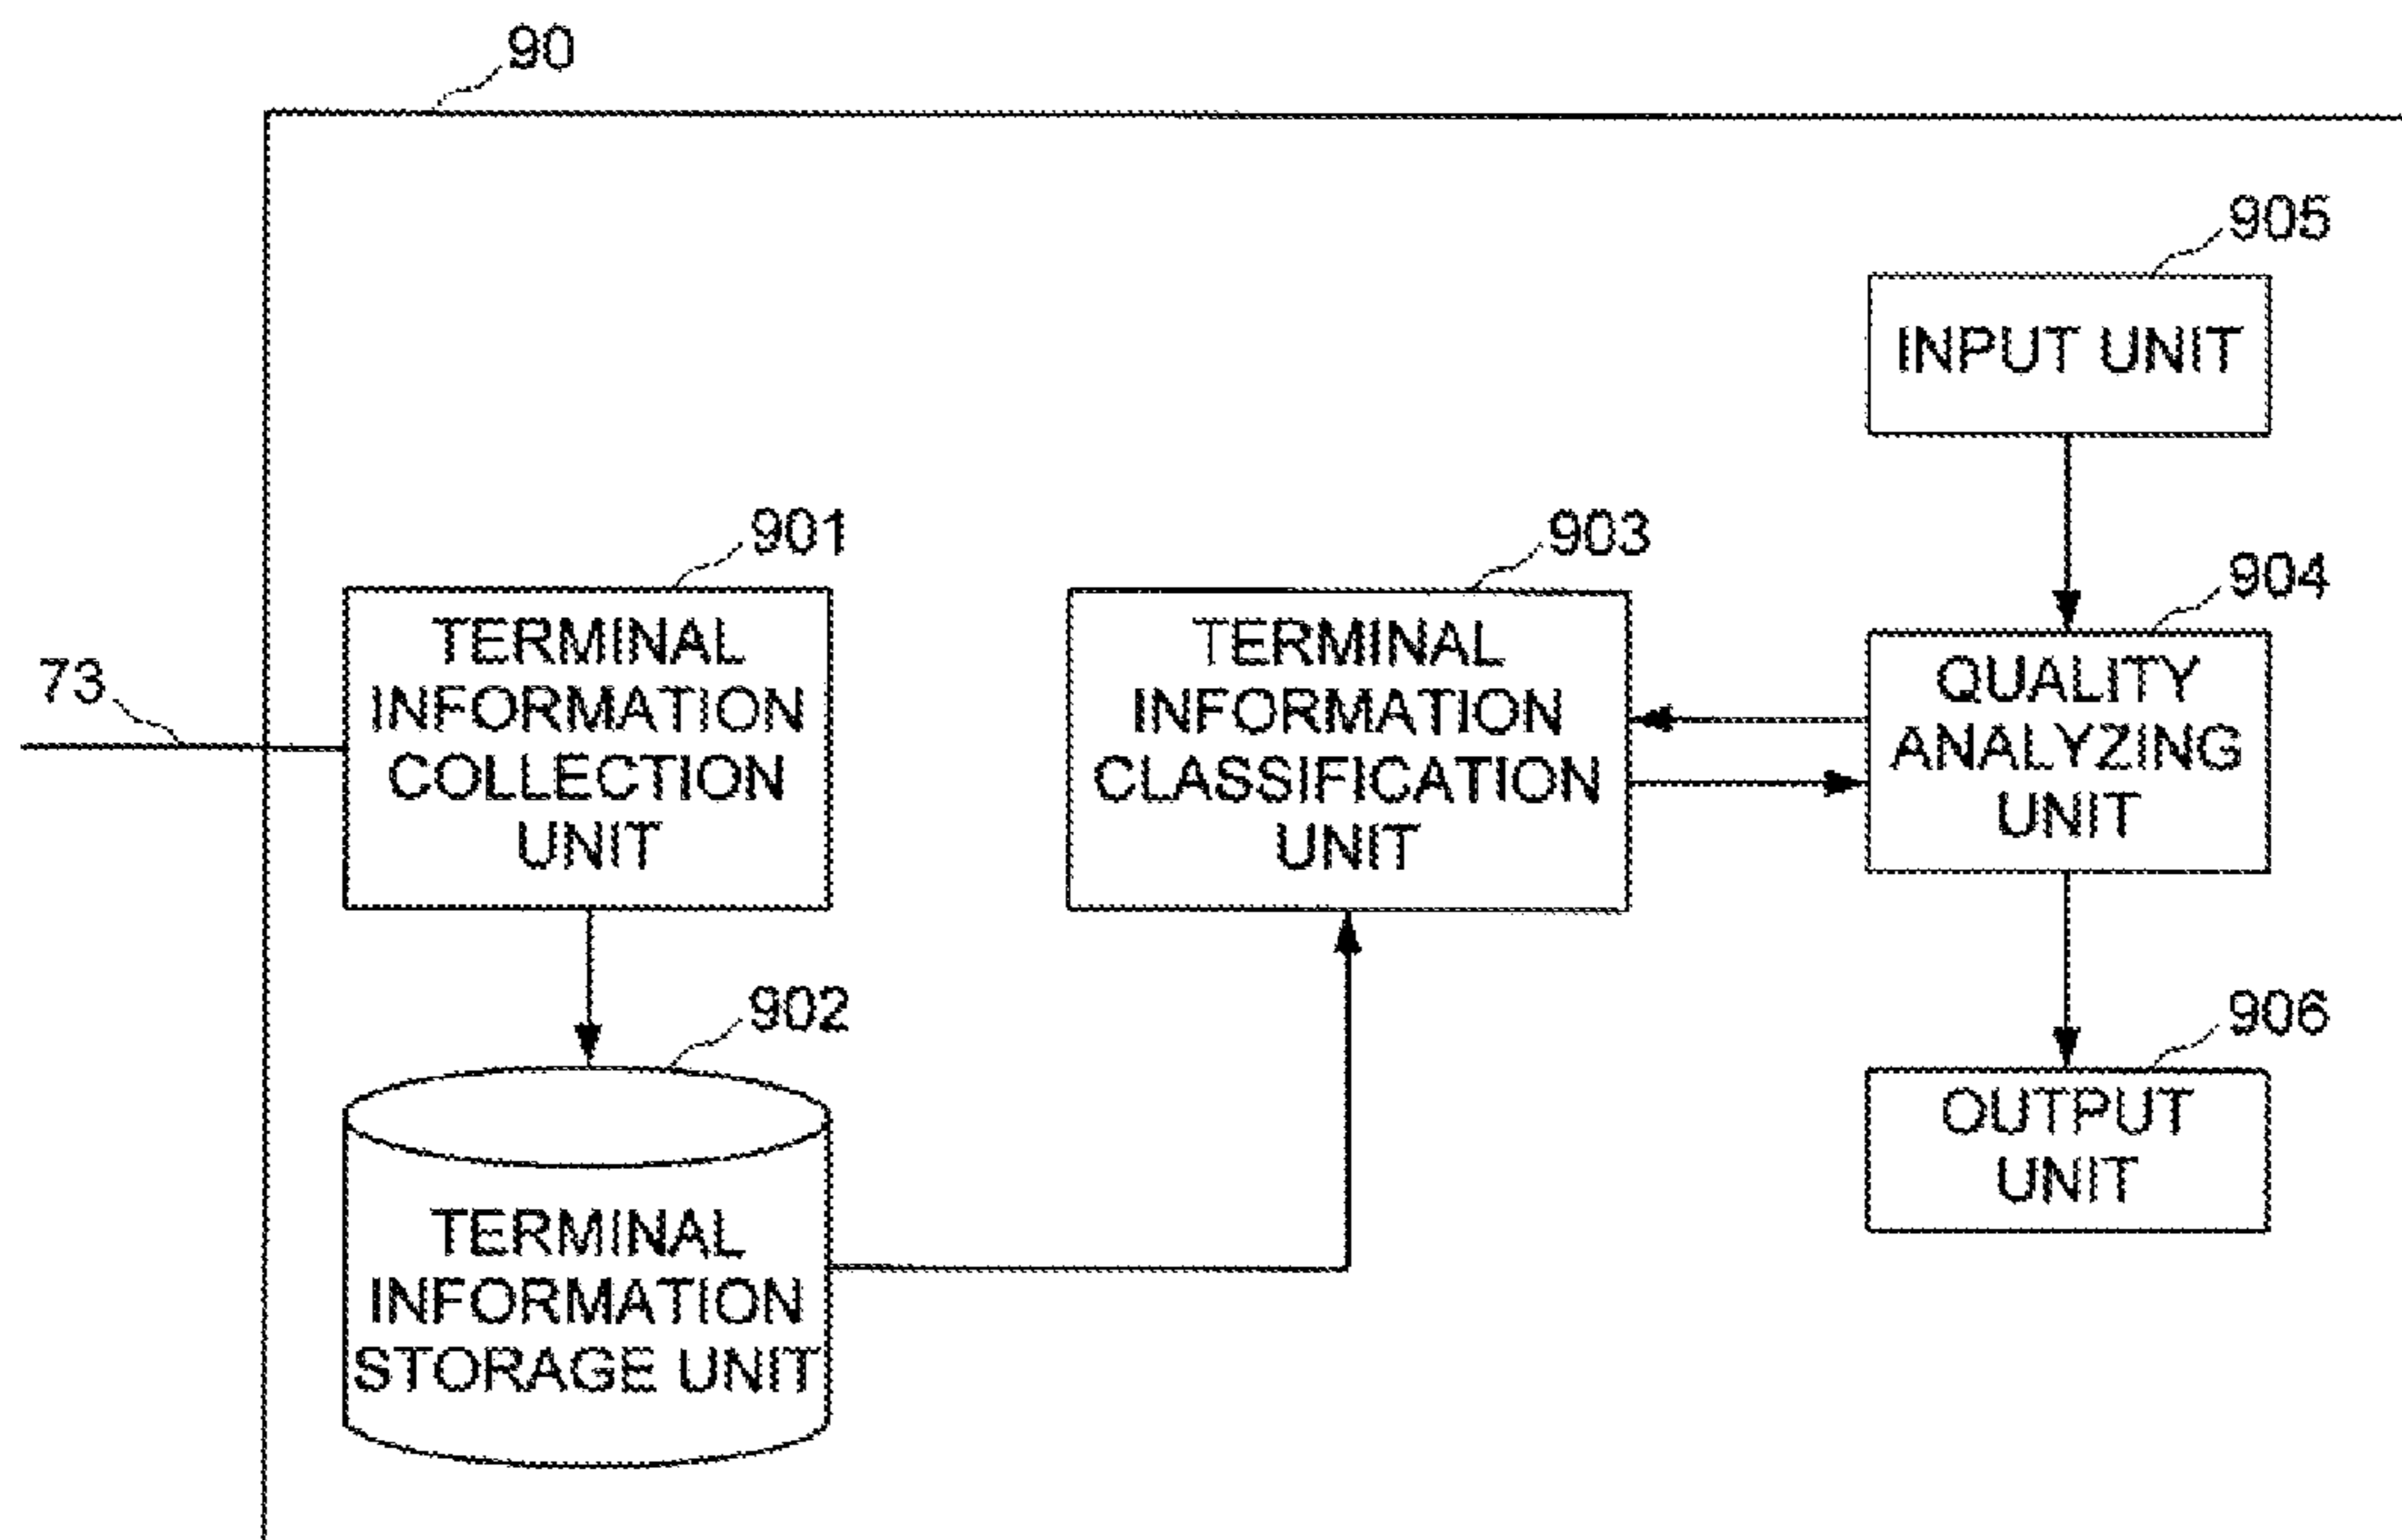 90
905
INPUT UNIT
901
TERMINAL
INFORMATION
COLLECTION
UNIT
903
TERMINAL
INFORMATION
CLASSIFICATION
UNIT
904
QUALITY
ANALYZING
UNIT
73
902
TERMINAL
INFORMATION
STORAGE UNIT
906
OUTPUT
UNIT